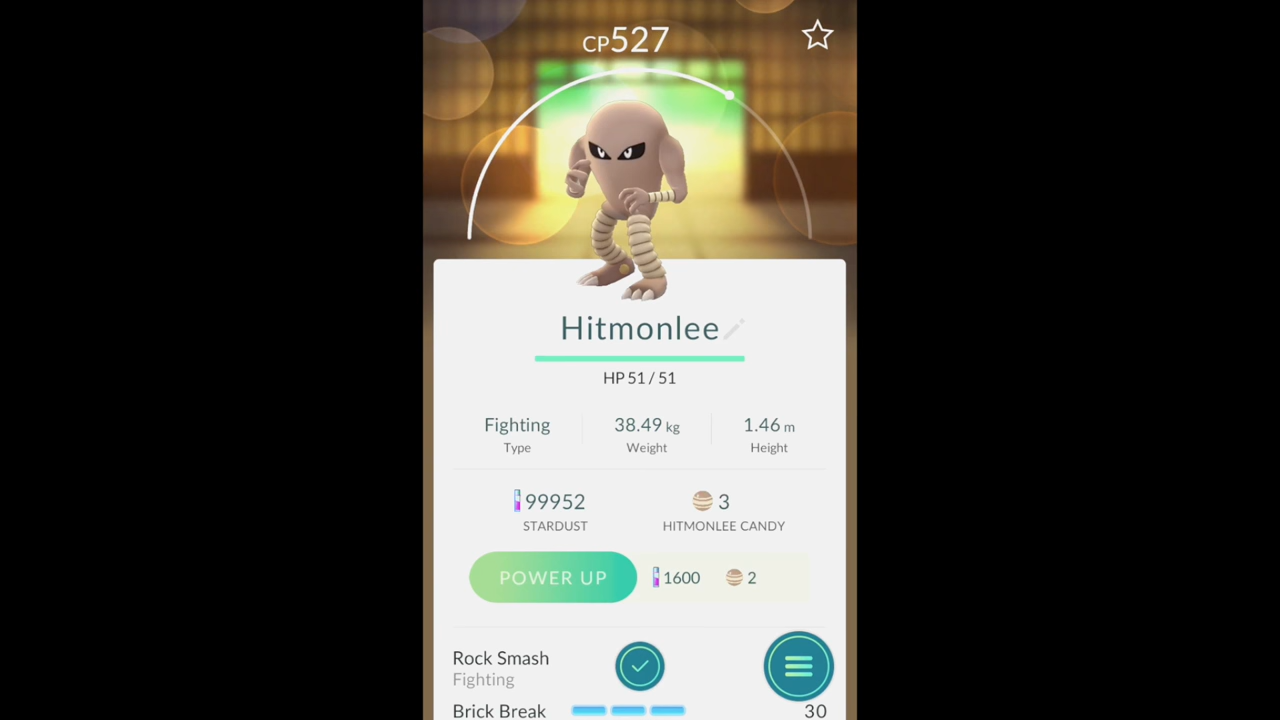 CP527
Hitmonlee
HP 51 / 51
Fighting 38.49 kg 1.46 m
Type Weight Height
99952 3
STARDUST HITMONLEE CANDY
POWER UP 1600 2
Rock Smash
Fighting
Brick Break 30